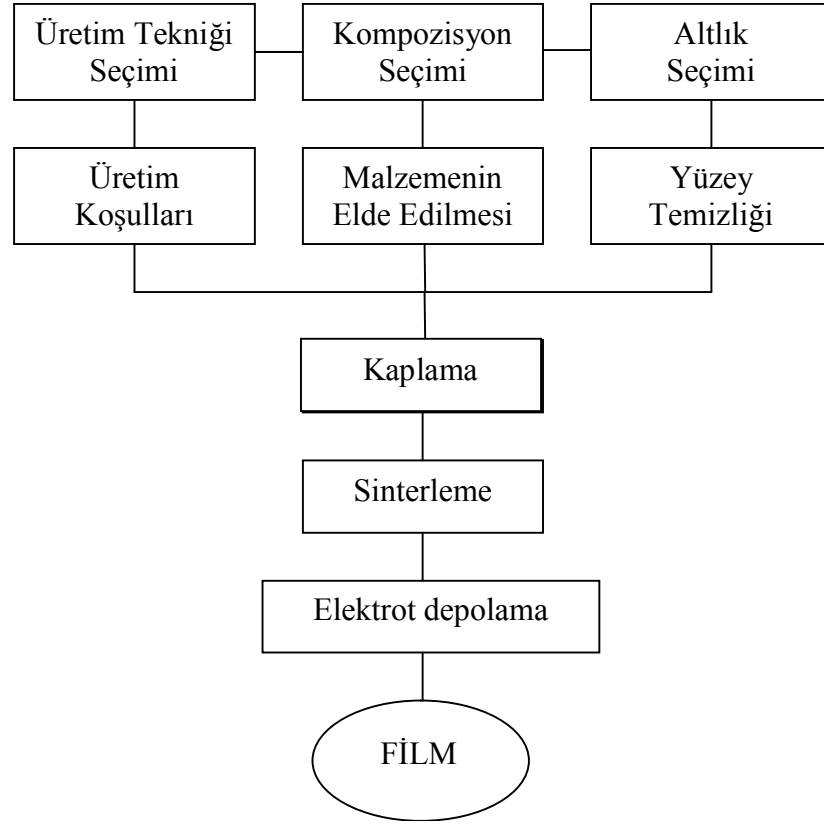 Üretim Tekniği
Seçimi
Kompozisyon
Seçimi
Altlık
Seçimi
Üretim
Koşulları
Malzemenin
Elde Edilmesi
Yüzey
Temizliği
Kaplama
Sinterleme
Elektrot depolama
FİLM